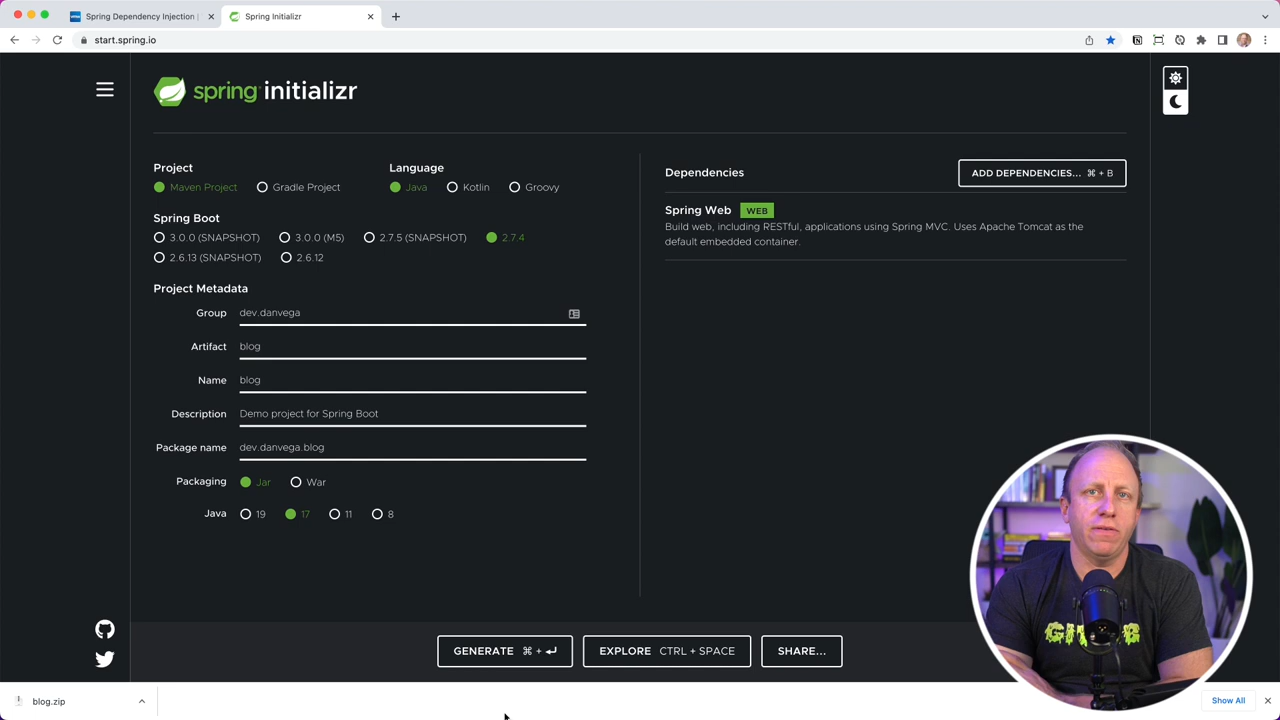 Spring Dependency Injection |
Spring Initializr
start.spring.io
spring initializr
Project
Maven Project
Gradle Project
Language
Java
Kotlin
Groovy
Spring Boot
3.0.0 (SNAPSHOT)
3.0.0 (M5)
2.7.5 (SNAPSHOT)
2.7.4
2.6.13 (SNAPSHOT)
2.6.12
Project Metadata
Group
dev.danvega
Artifact
blog
Name
blog
Description
Demo project for Spring Boot
Package name
dev.danvega.blog
Packaging
Jar
War
Java
19
17
11
8
Dependencies
ADD DEPENDENCIES... ⌘ + B
Spring Web WEB
Build web, including RESTful, applications using Spring MVC. Uses Apache Tomcat as the
default embedded container.
GENERATE ⌘ + ↵
EXPLORE CTRL + SPACE
SHARE...
blog.zip
Show All